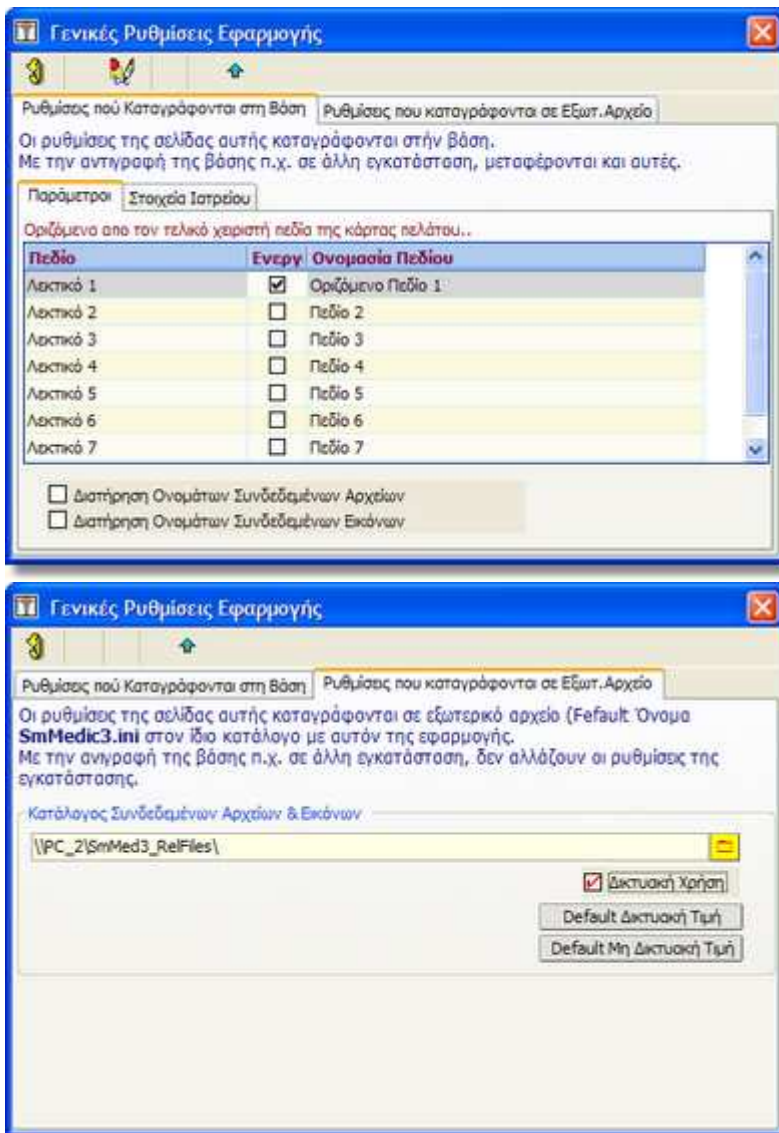 Γενικές Ρυθμίσεις Εφαρμογής
Ρυθμίσεις πού Καταγράφονται στη Βάση Ρυθμίσεις που καταγράφονται σε Εξωτ.Αρχείο
Οι ρυθμίσεις της σελίδας αυτής καταγράφονται στήν βάση.
Με την αντιγραφή της βάσης π.χ. σε άλλη εγκατάσταση, μεταφέρονται και αυτές.
Παράμετροι Στοιχεία Ιατρείου
Οριζόμενα απο τον τελικό χειριστή πεδία της κάρτας πελάτου..
Πεδίο Ενεργ Ονομασία Πεδίου
Λεκτικό 1 Οριζόμενο Πεδίο 1
Λεκτικό 2 Πεδίο 2
Λεκτικό 3 Πεδίο 3
Λεκτικό 4 Πεδίο 4
Λεκτικό 5 Πεδίο 5
Λεκτικό 6 Πεδίο 6
Λεκτικό 7 Πεδίο 7
Διατήρηση Ονομάτων Συνδεδεμένων Αρχείων
Διατήρηση Ονομάτων Συνδεδεμένων Εικόνων
Γενικές Ρυθμίσεις Εφαρμογής
Ρυθμίσεις πού Καταγράφονται στη Βάση Ρυθμίσεις που καταγράφονται σε Εξωτ.Αρχείο
Οι ρυθμίσεις της σελίδας αυτής καταγράφονται σε εξωτερικό αρχείο (Fefault Όνομα
SmMedic3.ini στον ίδιο κατάλογο με αυτόν της εφαρμογής.
Με την ανιγραφή της βάσης π.χ. σε άλλη εγκατάσταση, δεν αλλάζουν οι ρυθμίσεις της
εγκατάστασης.
Κατάλογος Συνδεδεμένων Αρχείων & Εικόνων
\\PC_2\SmMed3_RelFiles\
Δικτυακή Χρήση
Default Δικτυακή Τιμή
Default Μη Δικτυακή Τιμή